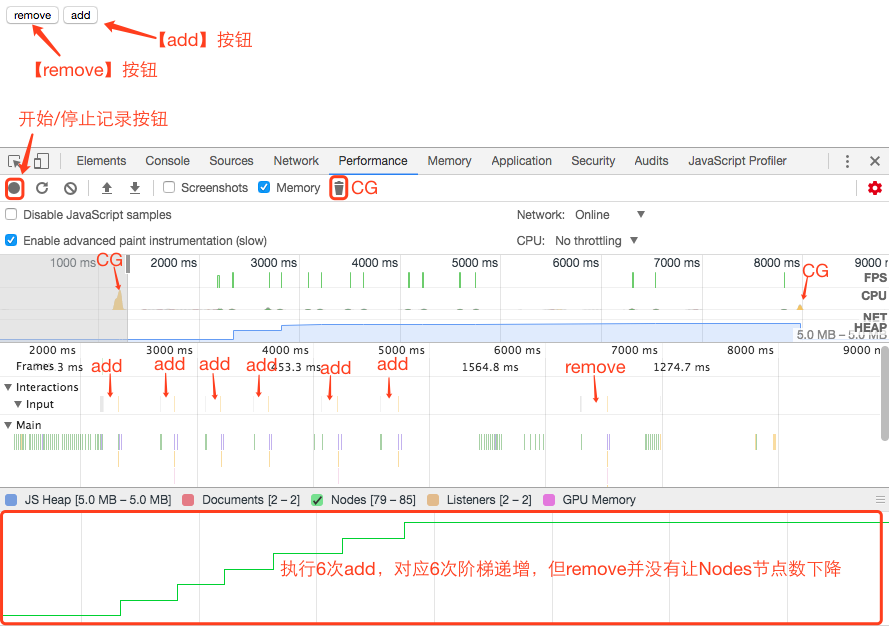 remove add
【add】按钮
【remove】按钮
开始/停止记录按钮
Elements Console Sources Network Performance Memory Application Security Audits JavaScript Profiler
Screenshots Memory CG
Disable JavaScript samples Network: Online
Enable advanced paint instrumentation (slow) CPU: No throttling
1000 ms CG 2000 ms 3000 ms 4000 ms 5000 ms 6000 ms 7000 ms 8000 ms 9000
CG FPS
CPU
NET
HEAP
5.0 MB – 5.0 MB
2000 ms 3000 ms 4000 ms 5000 ms 6000 ms 7000 ms 8000 ms 9000
Frames 3 ms add add add add 453.3 ms add add 1564.8 ms remove 1274.7 ms
Interactions
Input
Main
JS Heap [5.0 MB – 5.0 MB] Documents [2 – 2] Nodes [79 – 85] Listeners [2 – 2] GPU Memory
执行6次add，对应6次阶梯递增，但remove并没有让Nodes节点数下降